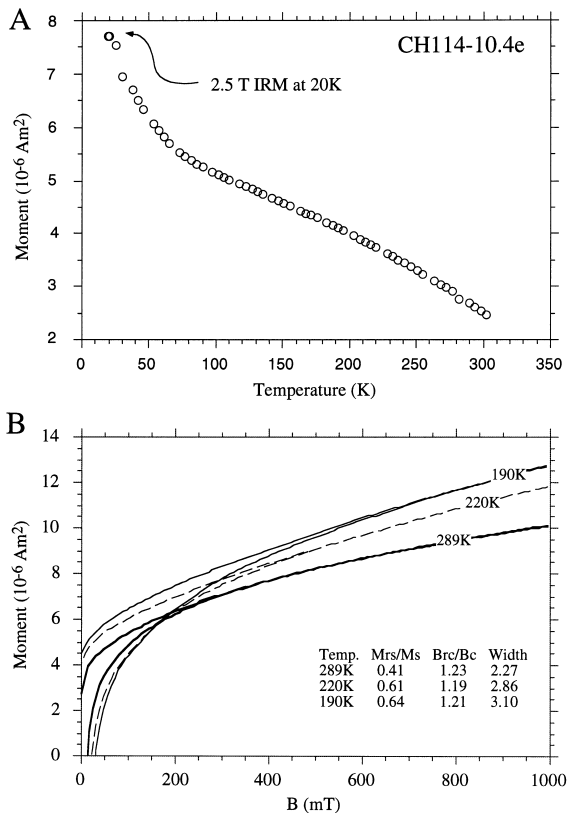 A
CH114-10.4e
2.5 T IRM at 20K
Moment (10-6 Am2)
8
7
6
5
4
3
2
0 50 100 150 200 250 300 350
Temperature (K)
B
Moment (10-6 Am2)
14
12
10
8
6
4
2
0
190K
220K
289K
Temp. Mrs/Ms Brc/Bc Width
289K 0.41 1.23 2.27
220K 0.61 1.19 2.86
190K 0.64 1.21 3.10
0 200 400 600 800 1000
B (mT)